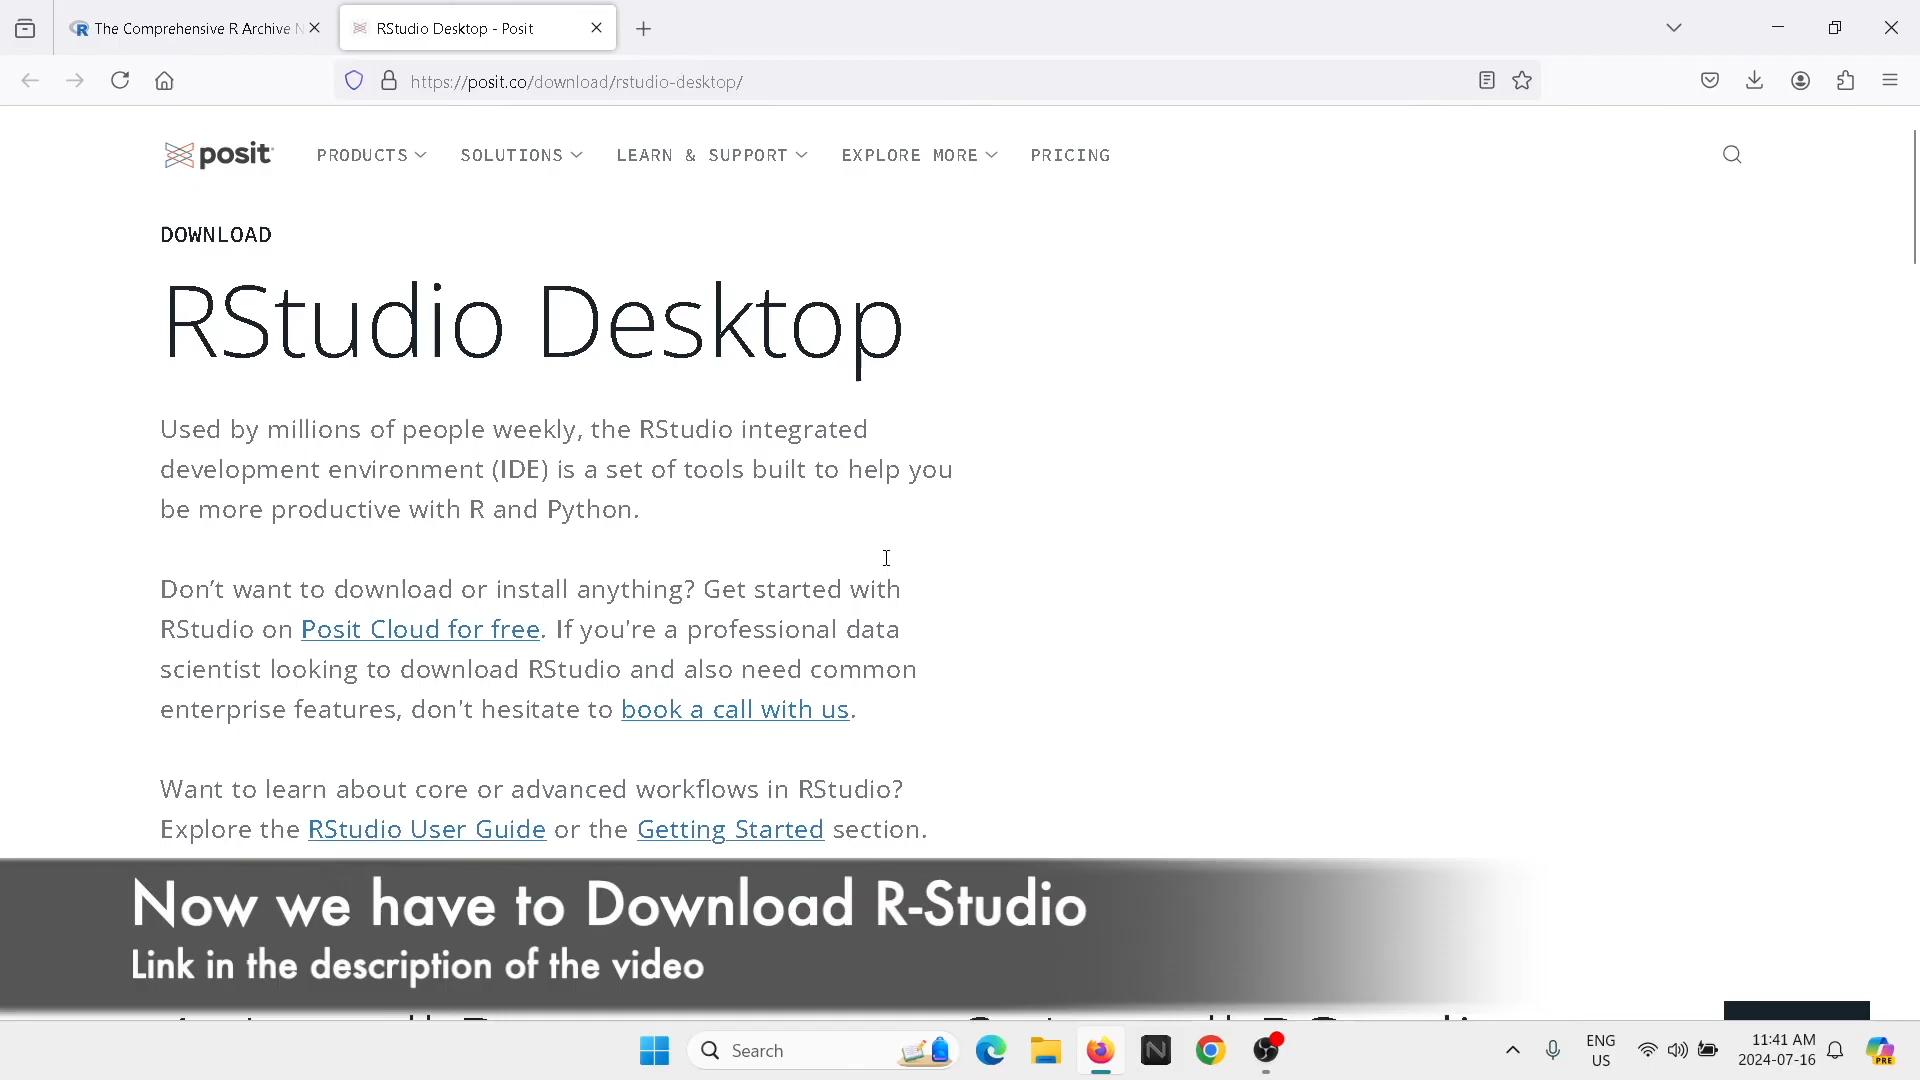 The Comprehensive R Archive N
RStudio Desktop - Posit
https://posit.co/download/rstudio-desktop/
posit
PRODUCTS
SOLUTIONS
LEARN & SUPPORT
EXPLORE MORE
PRICING
DOWNLOAD
RStudio Desktop
Used by millions of people weekly, the RStudio integrated
development environment (IDE) is a set of tools built to help you
be more productive with R and Python.
Don’t want to download or install anything? Get started with
RStudio on Posit Cloud for free. If you're a professional data
scientist looking to download RStudio and also need common
enterprise features, don't hesitate to book a call with us.
Want to learn about core or advanced workflows in RStudio?
Explore the RStudio User Guide or the Getting Started section.
Now we have to Download R-Studio
Link in the description of the video
Search
ENG
US
11:41 AM
2024-07-16
PRE